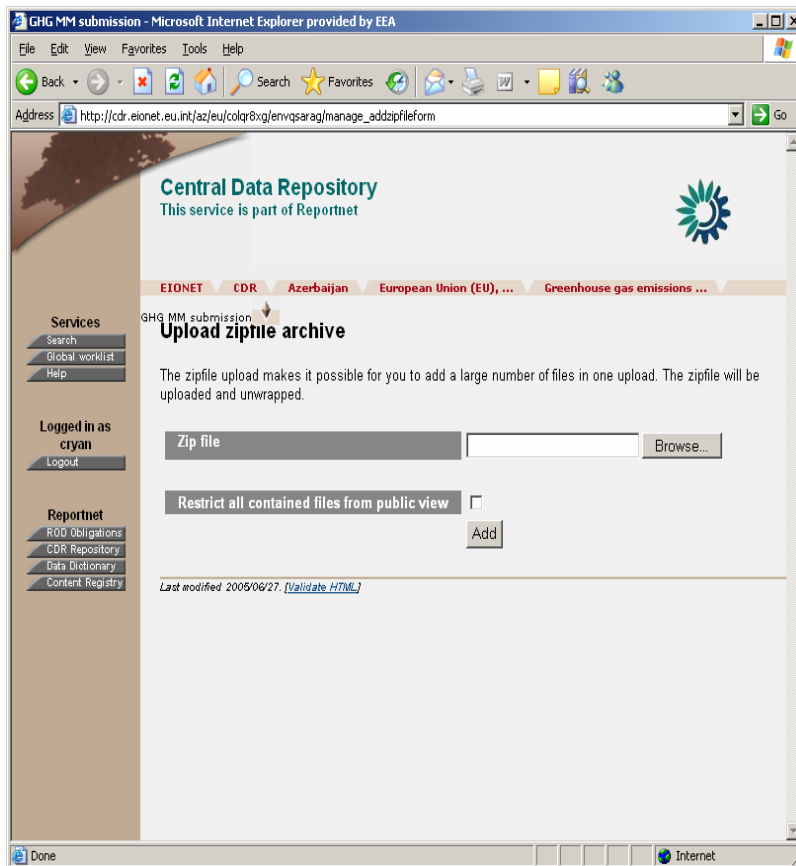 GHG MM submission - Microsoft Internet Explorer provided by EEA
File Edit View Favorites Tools Help
Back Search Favorites
Address http://cdr.eionet.eu.int/az/eu/colqr8xg/envqsarag/manage_addzipfileform Go
Central Data Repository
This service is part of Reportnet
EIONET CDR Azerbaijan European Union (EU), ... Greenhouse gas emissions ...
GHG MM submission
Upload zipfile archive
The zipfile upload makes it possible for you to add a large number of files in one upload. The zipfile will be
uploaded and unwrapped.
Services
Search
Global worklist
Help
Logged in as
cryan
Logout
Reportnet
ROD Obligations
CDR Repository
Data Dictionary
Content Registry
Zip file Browse...
Restrict all contained files from public view
Add
Last modified 2005/06/27. [Validate HTML]
Done Internet